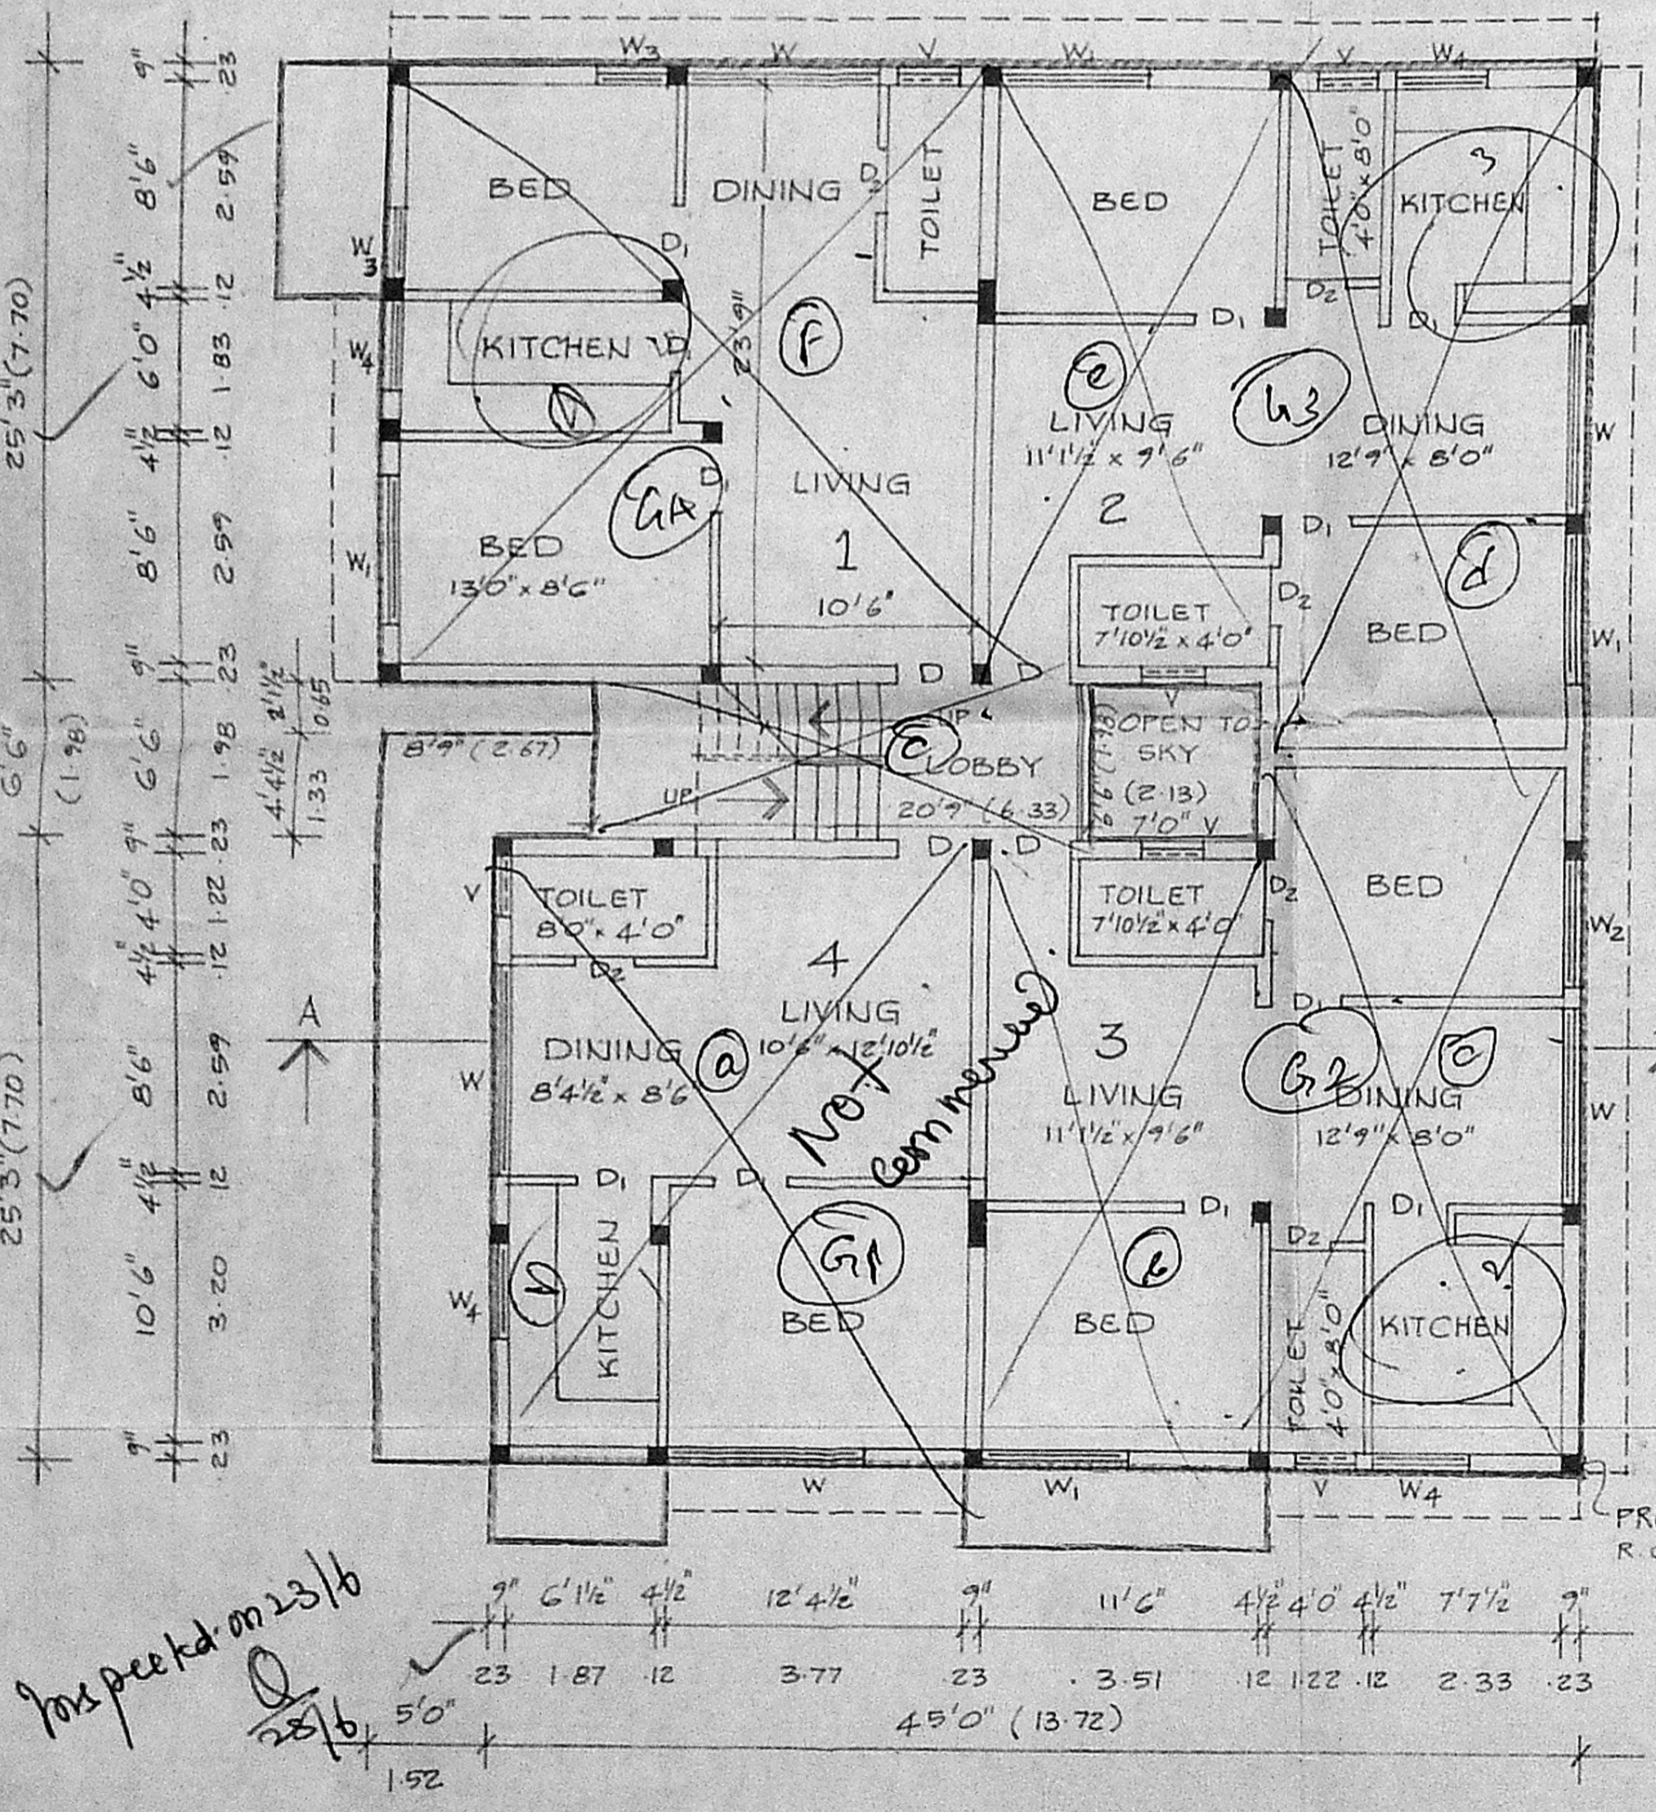 W3 W V W1 V W4
BED DINING D2 TOILET BED TOILET 4'0" x 8'0" 3 KITCHEN
W3 D1 D2 D1
W4 KITCHEN D1 23'9" F D1
e G3
LIVING DINING W
11'1½" x 9'6" 12'9" x 8'0"
G4 D1 LIVING 2 D1
W1 BED 1 d
13'0" x 8'6" 10'6" TOILET D2 BED W1
7'10½" x 4'0"
D D V
UP OPEN TO
8'9" (2.67) C LOBBY SKY
UP 20'9" (6.33) 6'6" (1.98) (2.13)
7'0" V
D D
V TOILET TOILET D2 BED W2
8'0" x 4'0" 7'10½" x 4'0"
D2 4 D1
LIVING 3 G2 C
DINING a 10'6" x 12'10½" LIVING DINING W
W 8'4½" x 8'6" 11'1½" x 9'6" 12'9" x 8'0"
NOT
D1 D1 D1 D1
D2
W4 KITCHEN G1 2
BED BED TOILET 4'0" x 8'0" KITCHEN
W W1 V W4
PR
R.C
9" 8'6" 4½" 6'0" 4½" 8'6" 9" 6'6" 9" 4'0" 4½" 8'6" 4½" 10'6" 9"
.23 2.59 .12 1.83 .12 2.59 .23 1.98 .23 1.22 .12 2.59 12 3.20 .23
25'3" (7.70)
6'6"
(1.98)
25'3" (7.70)
2'1½"
0.65
4'4½"
1.33
A
9" 6'1½" 4½" 12'4½" 9" 11'6" 4½" 4'0" 4½" 7'7½" 9"
23 1.87 .12 3.77 .23 3.51 .12 1.22 .12 2.33 .23
5'0" 45'0" (13.72)
1.52
Inspected on 23/6
28/6